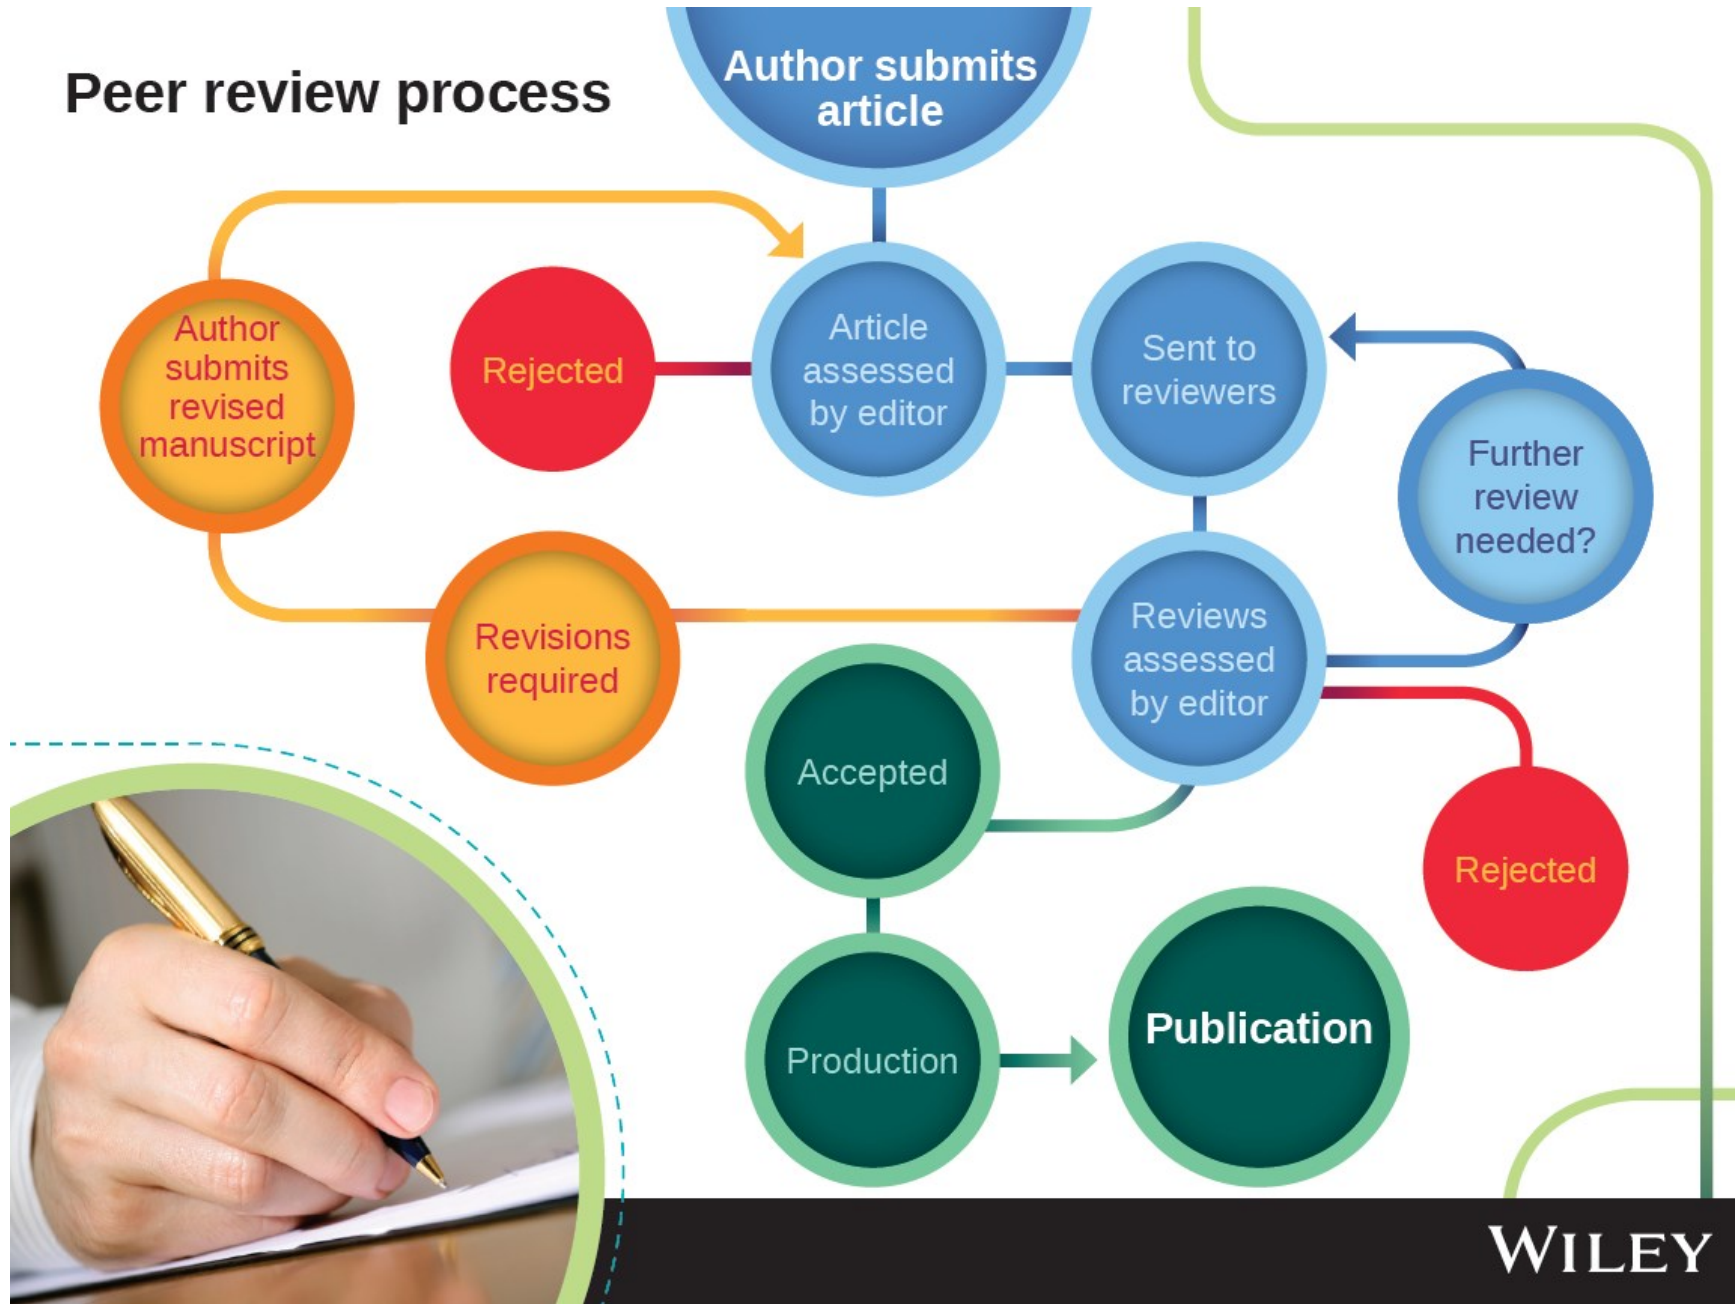 Peer review process
Author submits
article
Author
submits
revised
manuscript
Rejected
Article
assessed
by editor
Sent to
reviewers
Further
review
needed?
Revisions
required
Reviews
assessed
by editor
Accepted
Rejected
Production
Publication
WILEY